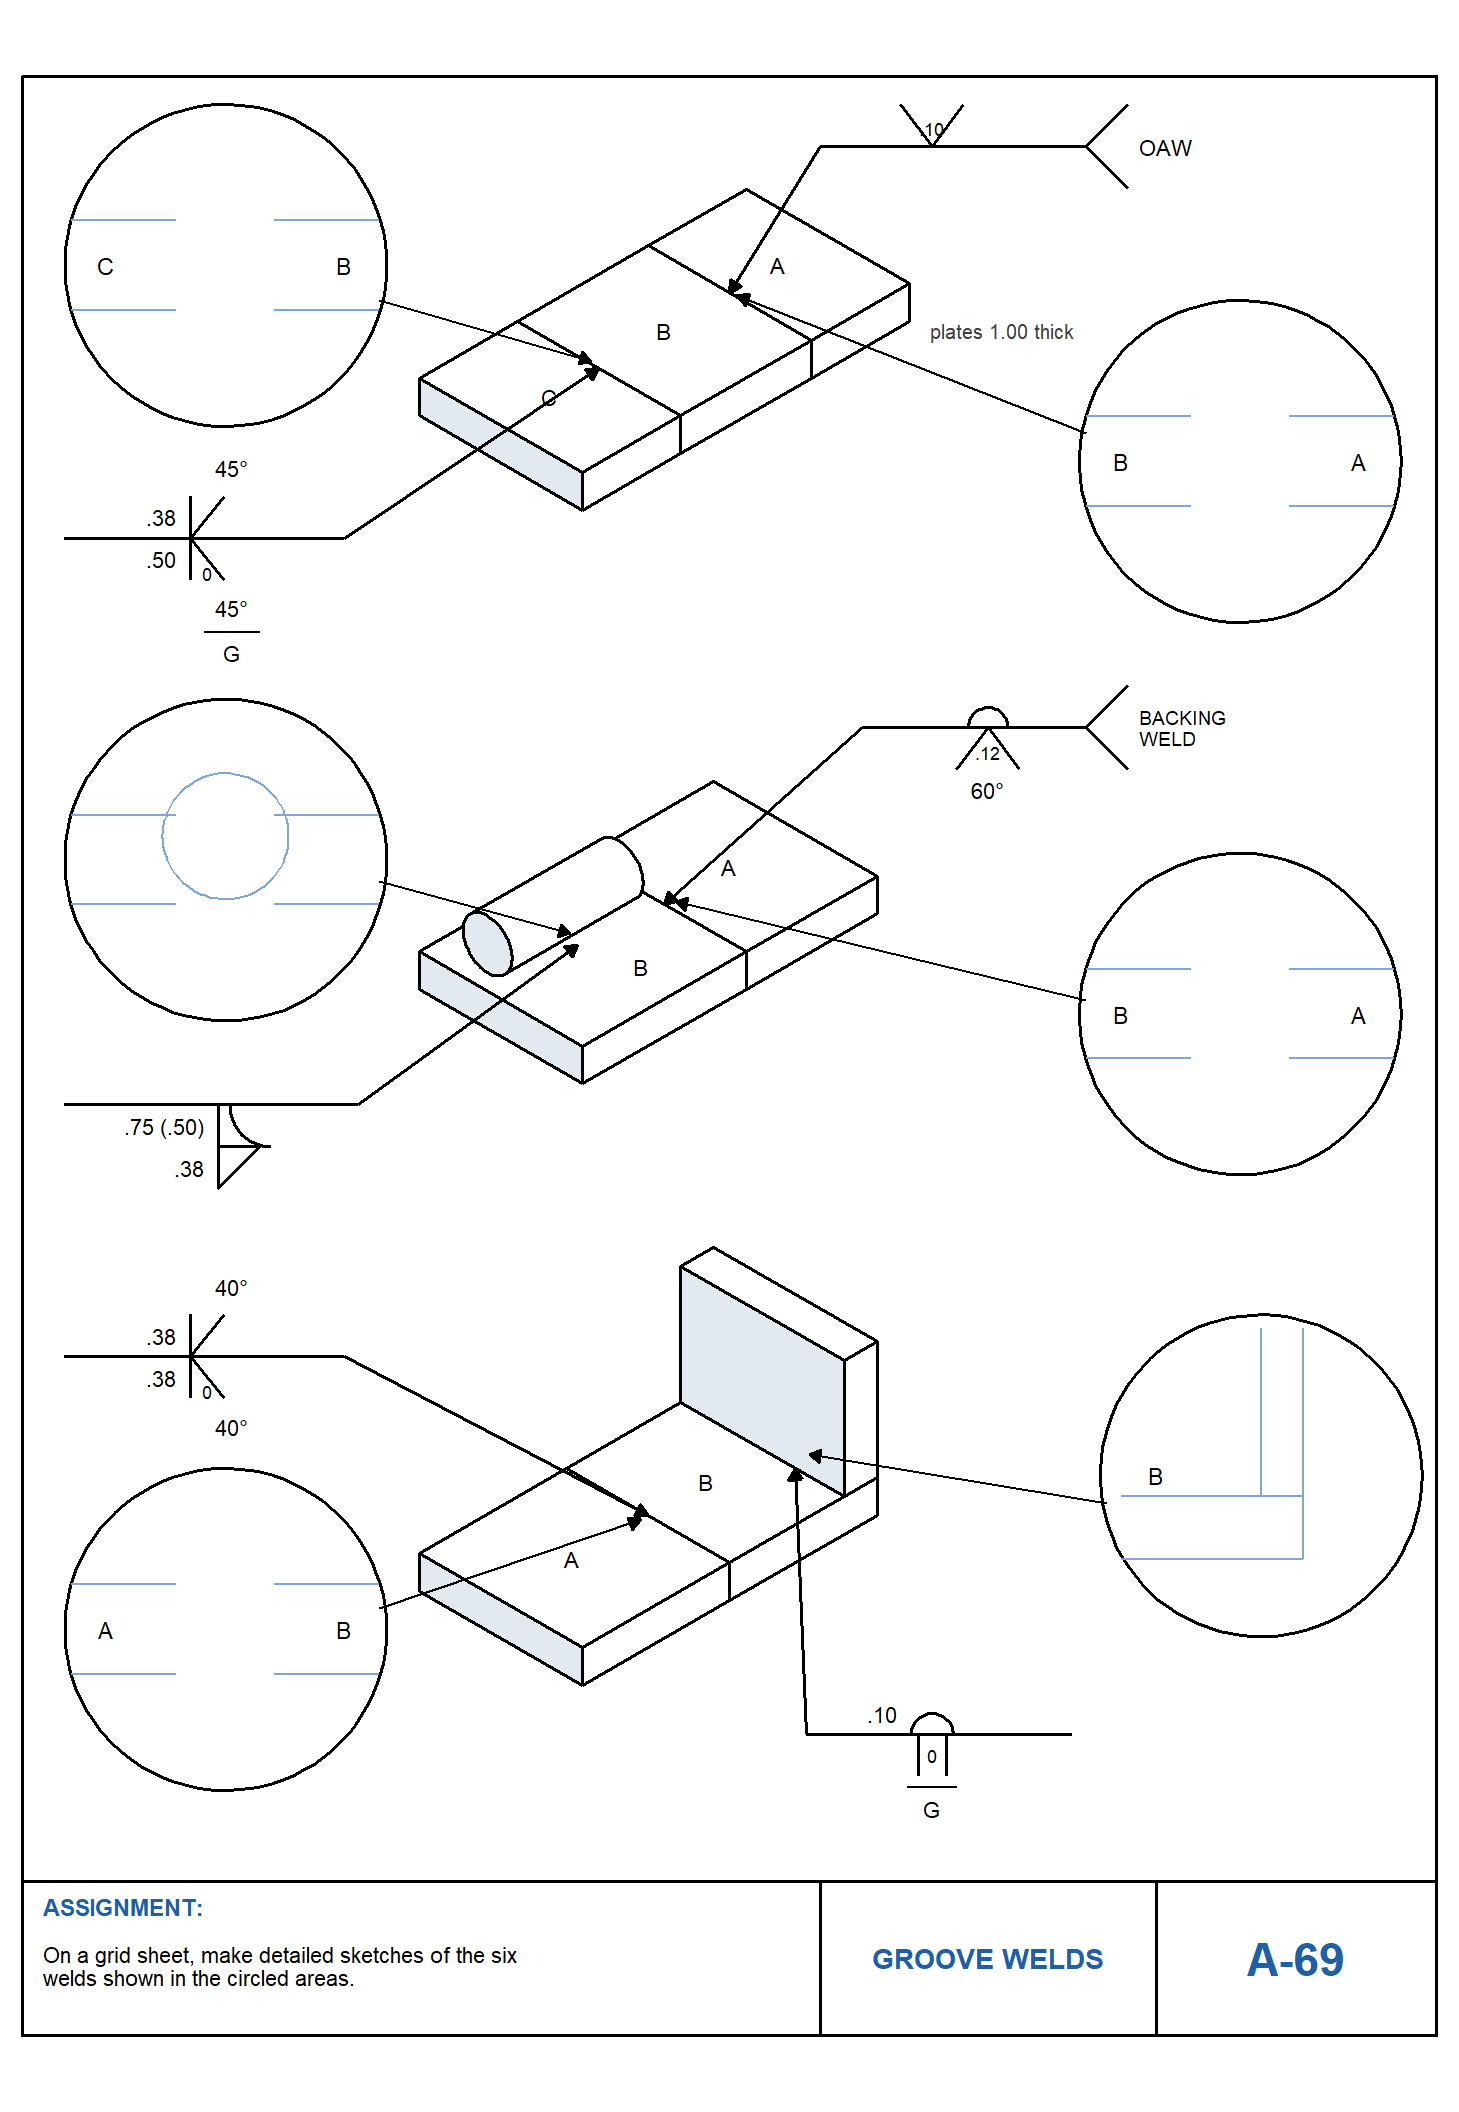 .10
OAW
A
C
B
B
plates 1.00 thick
C
B
A
45°
.38
.50
0
45°
G
BACKING
WELD
.12
60°
A
B
B
A
.75 (.50)
.38
40°
.38
.38
0
40°
B
B
A
A
B
.10
0
G
ASSIGNMENT:
On a grid sheet, make detailed sketches of the six
welds shown in the circled areas.
GROOVE WELDS
A-69